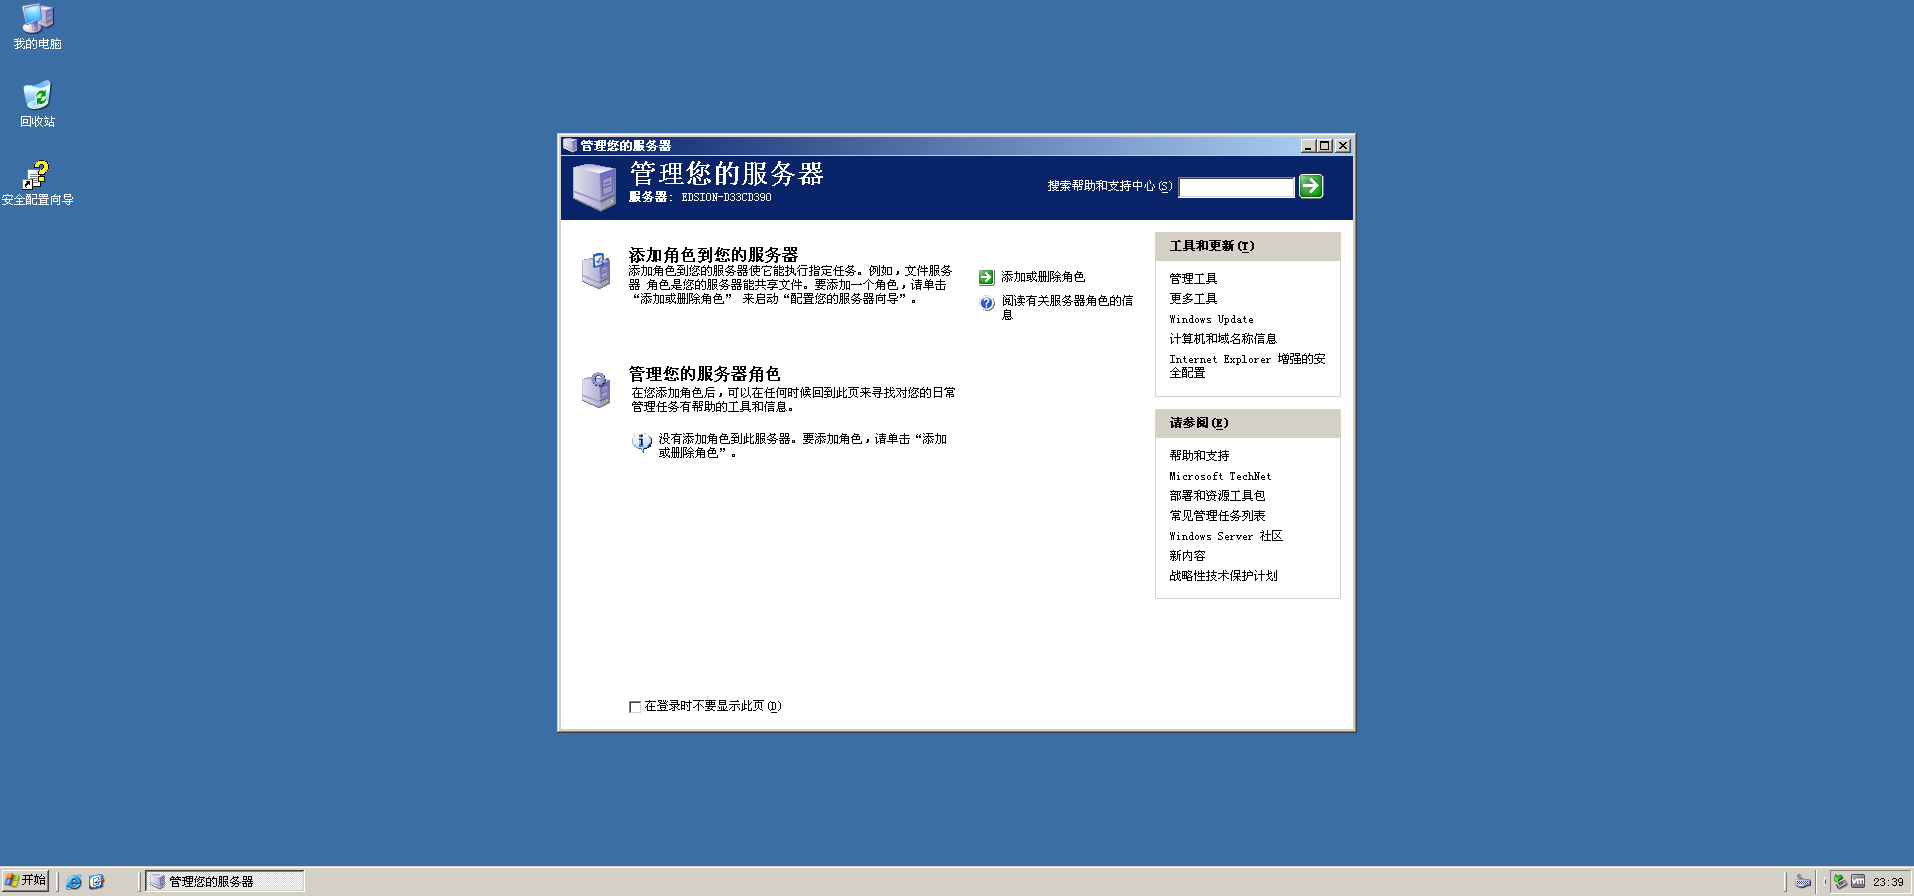 我的电脑
回收站
安全配置向导
管理您的服务器
管理您的服务器
服务器: EDSION-D33CD390
搜索帮助和支持中心(S)
添加角色到您的服务器
添加角色到您的服务器使它能执行指定任务。例如，文件服务
器 角色是您的服务器能共享文件。要添加一个角色，请单击
“添加或删除角色” 来启动“配置您的服务器向导”。
添加或删除角色
阅读有关服务器角色的信
息
管理您的服务器角色
在您添加角色后，可以在任何时候回到此页来寻找对您的日常
管理任务有帮助的工具和信息。
没有添加角色到此服务器。要添加角色，请单击“添加
或删除角色”。
工具和更新(T)
管理工具
更多工具
Windows Update
计算机和域名称信息
Internet Explorer 增强的安
全配置
请参阅(E)
帮助和支持
Microsoft TechNet
部署和资源工具包
常见管理任务列表
Windows Server 社区
新内容
战略性技术保护计划
在登录时不要显示此页(D)
开始
管理您的服务器
vm
23:39